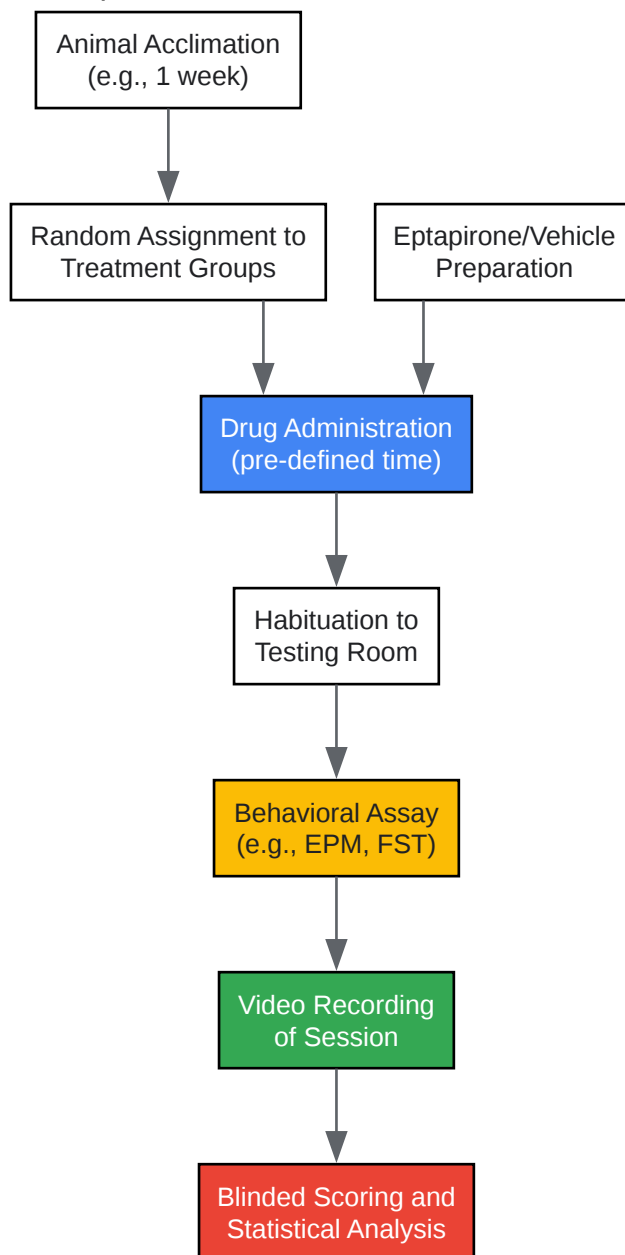 Animal Acclimation
(e.g., 1 week)
Random Assignment to
Treatment Groups
Eptapirone/Vehicle
Preparation
Drug Administration
(pre-defined time)
Habituation to
Testing Room
Behavioral Assay
(e.g., EPM, FST)
Video Recording
of Session
Blinded Scoring and
Statistical Analysis